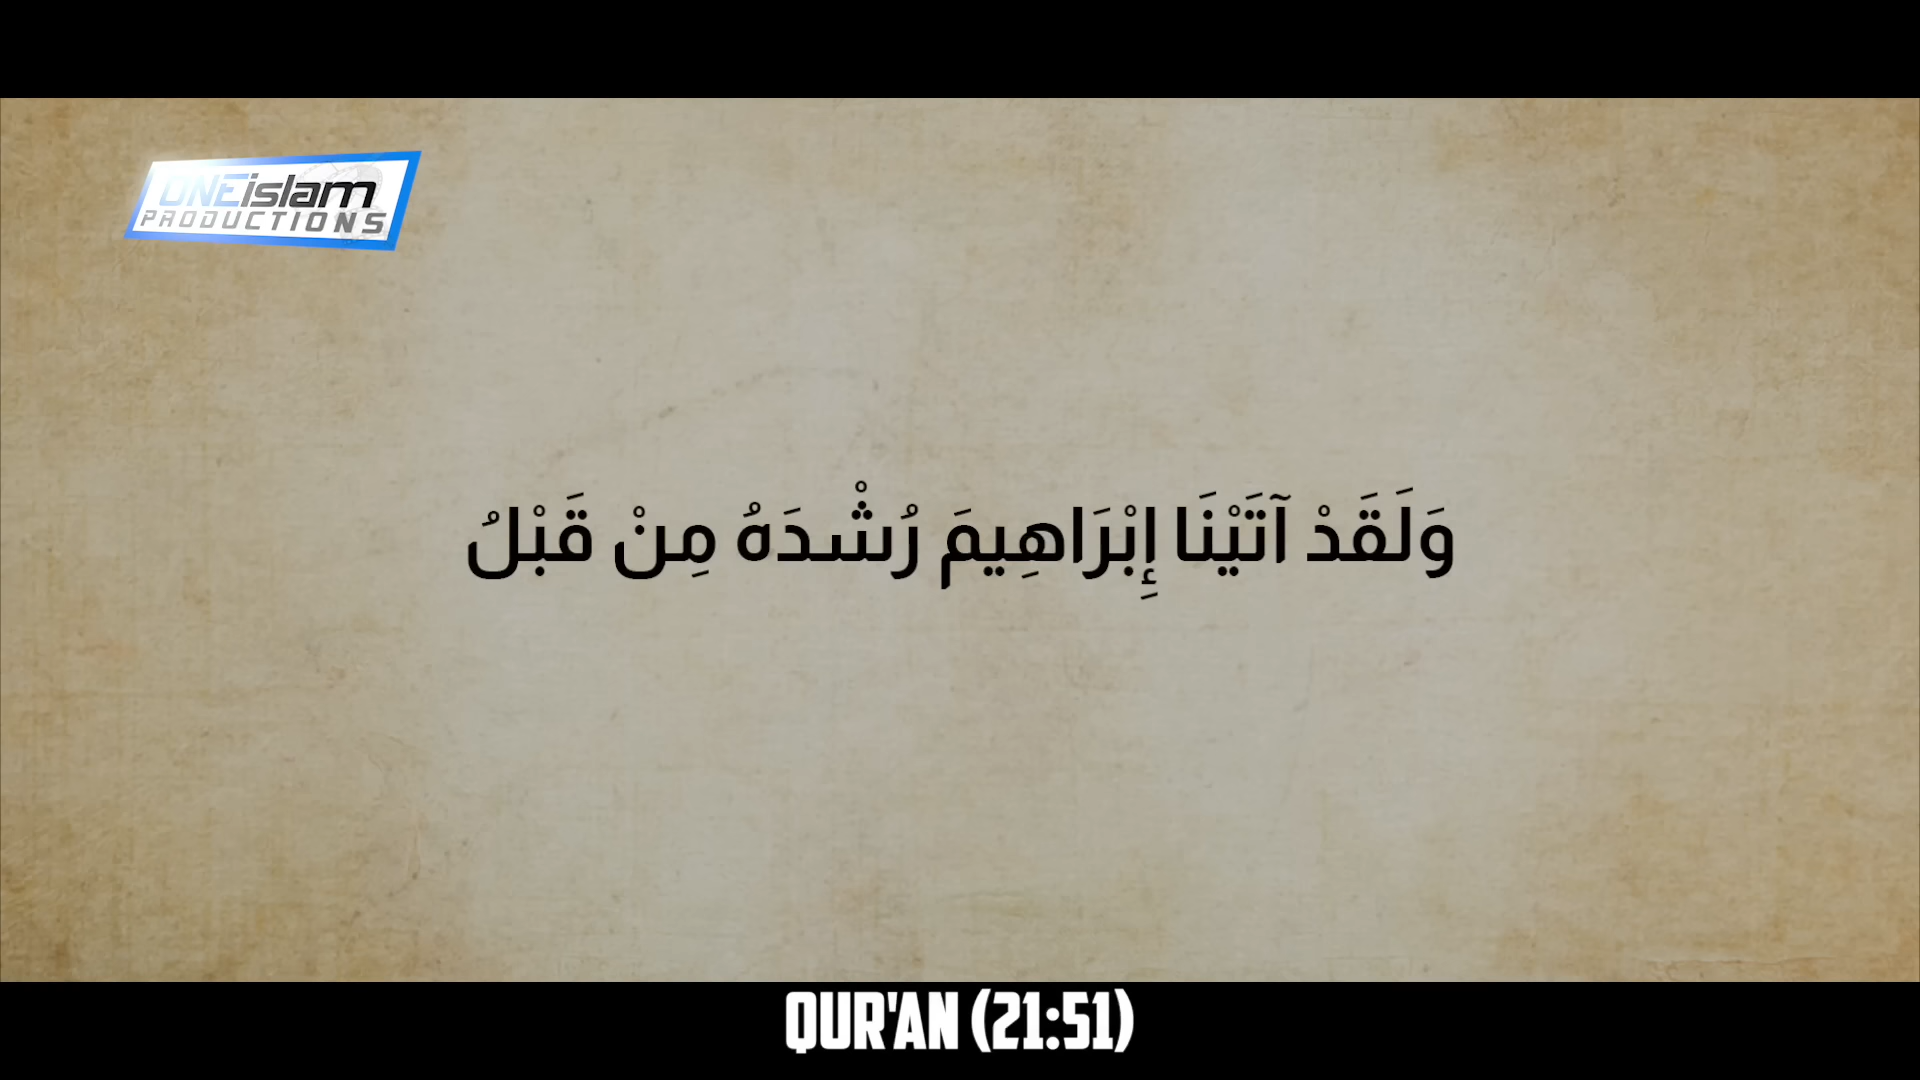 ONEislam
PRODUCTIONS
وَلَقَدْ آتَيْنَا إِبْرَاهِيمَ رُشْدَهُ مِنْ قَبْلُ
QUR'AN (21:51)